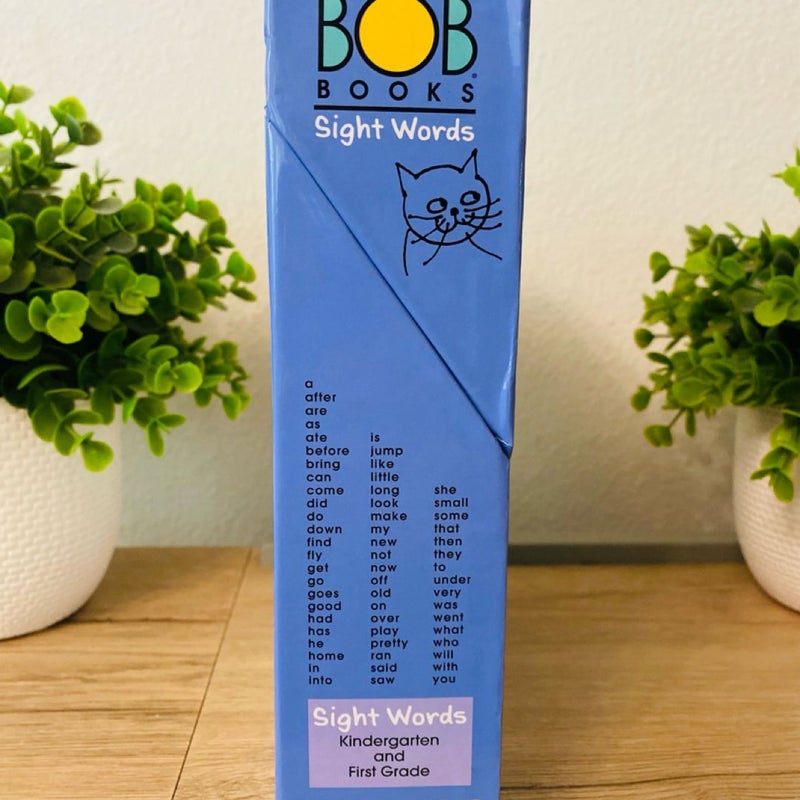 BOB
BOOKS®
Sight Words
a
after
are
as
ate
before
bring
can
come
did
do
down
find
fly
get
go
goes
good
had
has
he
home
in
into
is
jump
like
little
long
look
make
my
new
not
now
off
old
on
over
play
pretty
ran
said
saw
she
small
some
that
then
they
to
under
very
was
went
what
who
will
with
you
Sight Words
Kindergarten
and
First Grade